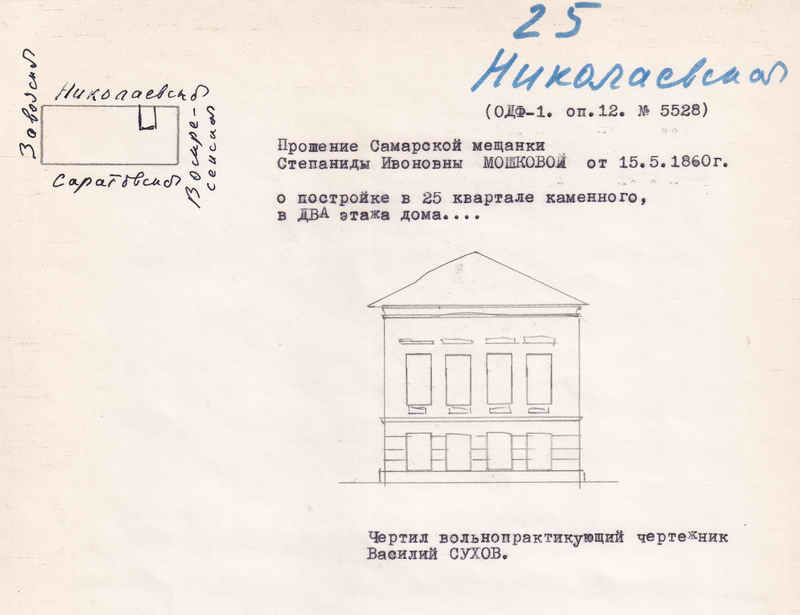 25
Николаевская
(ОДФ-1. оп.12. № 5528)
Николаевская
Заводская
Воскре-
сенская
Саратовская
Прошение Самарской мещанки
Степаниды Ивоновны МОШКОВОЙ от 15.5.1860г.
о постройке в 25 квартале каменного,
в ДВА этажа дома....
Чертил вольнопрактикующий чертежник
Василий СУХОВ.